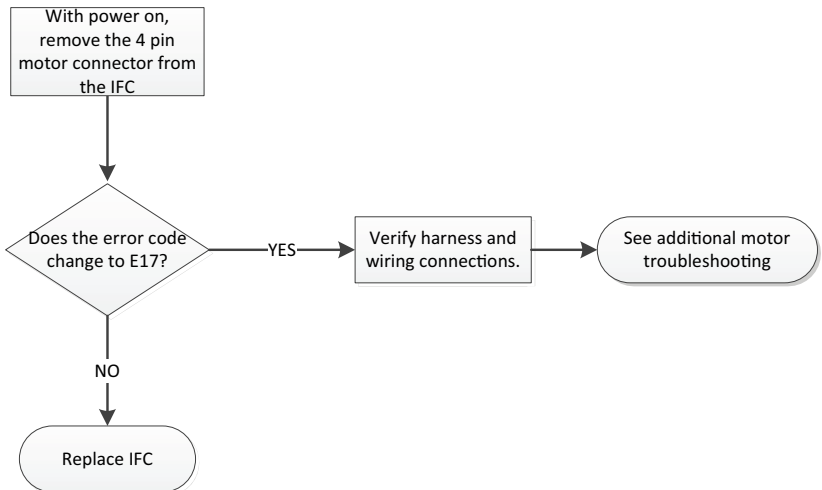 With power on,
remove the 4 pin
motor connector from
the IFC
Does the error code
change to E17?
YES
Verify harness and
wiring connections.
See additional motor
troubleshooting
NO
Replace IFC